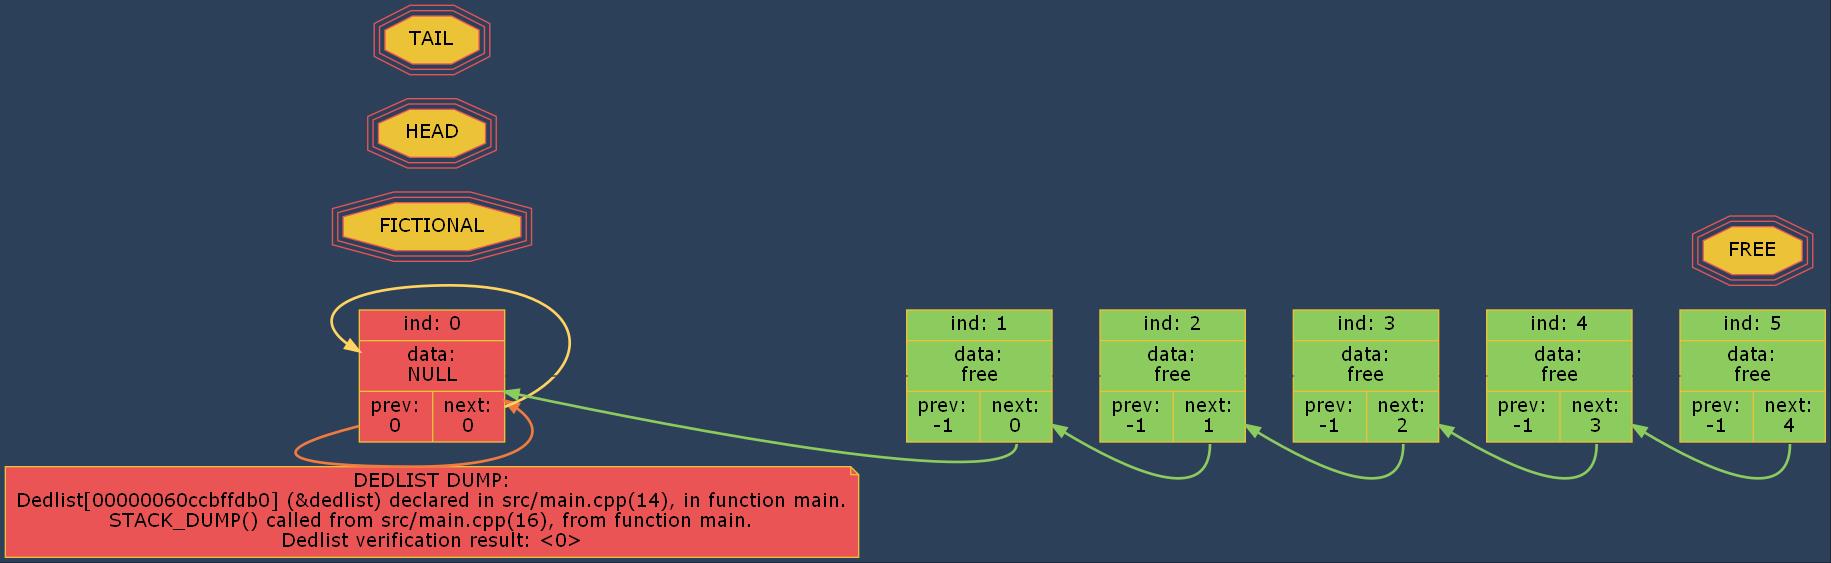 TAIL
HEAD
FICTIONAL
FREE
ind: 0
data:
NULL
prev: next:
0 0
ind: 1
data:
free
prev: next:
-1 0
ind: 2
data:
free
prev: next:
-1 1
ind: 3
data:
free
prev: next:
-1 2
ind: 4
data:
free
prev: next:
-1 3
ind: 5
data:
free
prev: next:
-1 4
DEDLIST DUMP:
Dedlist[00000060ccbffdb0] (&dedlist) declared in src/main.cpp(14), in function main.
STACK_DUMP() called from src/main.cpp(16), from function main.
Dedlist verification result: <0>